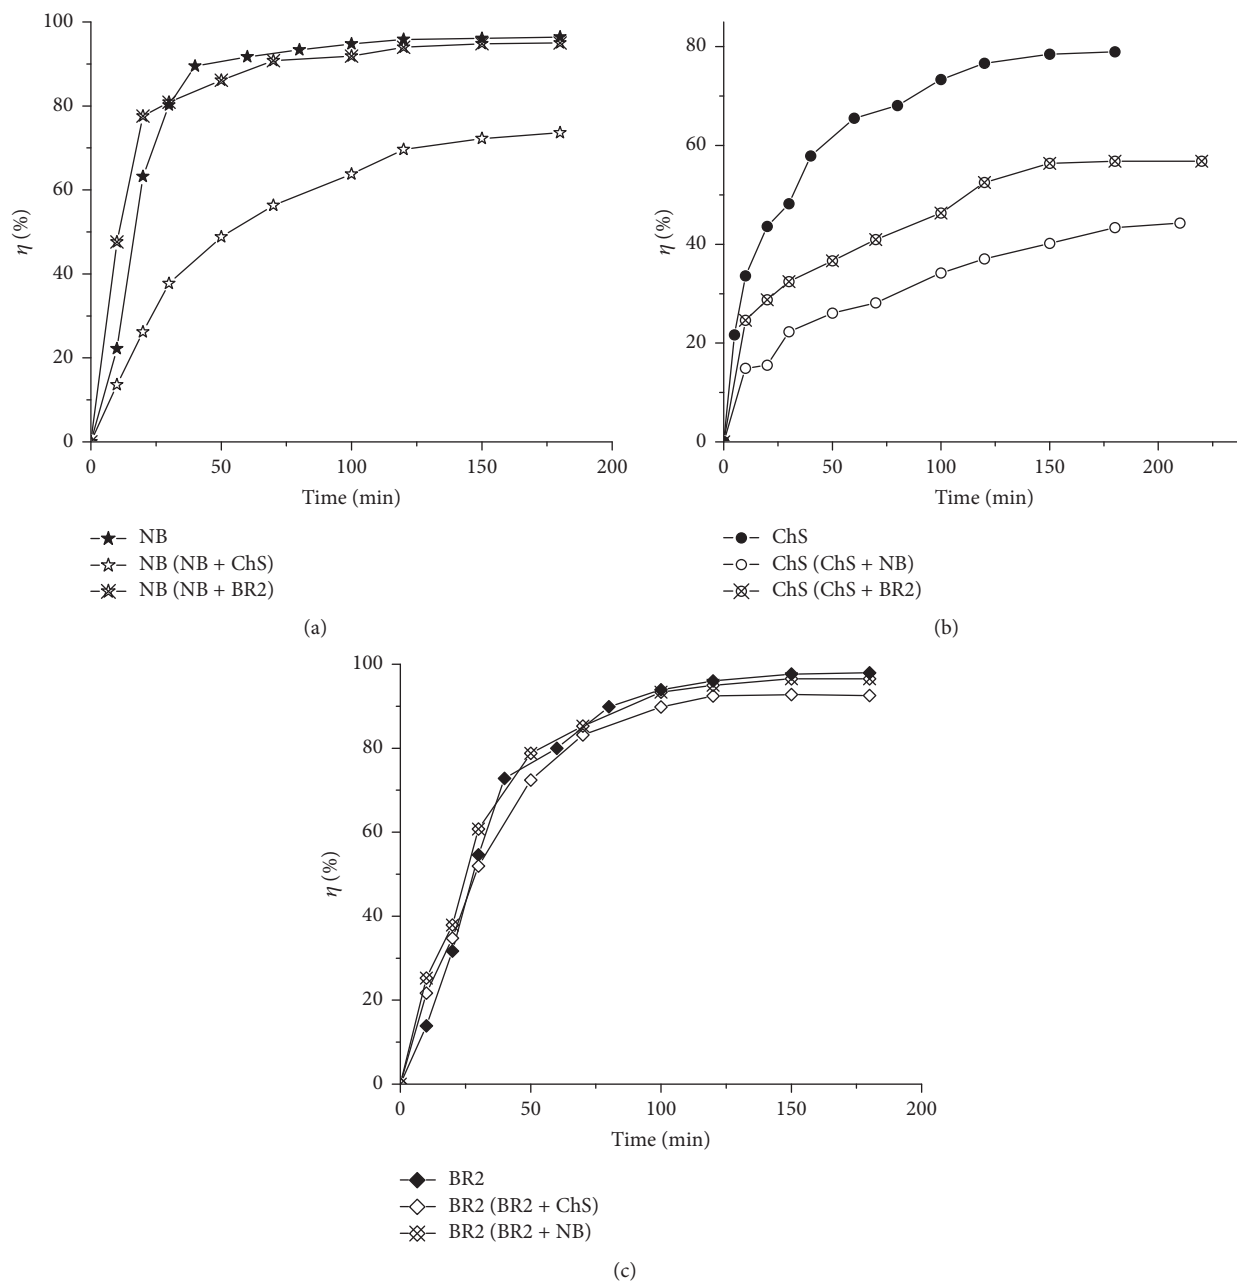 100
80
60
40
20
0
η (%)
0 50 100 150 200
Time (min)
NB
NB (NB + ChS)
NB (NB + BR2)
(a)
80
60
40
20
0
η (%)
0 50 100 150 200
Time (min)
ChS
ChS (ChS + NB)
ChS (ChS + BR2)
(b)
100
80
60
40
20
0
η (%)
0 50 100 150 200
Time (min)
BR2
BR2 (BR2 + ChS)
BR2 (BR2 + NB)
(c)